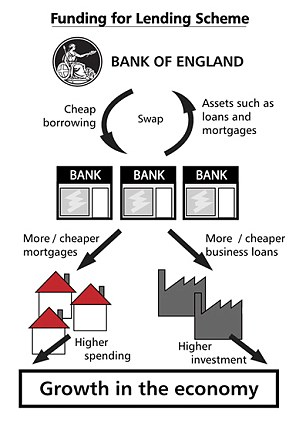 Funding for Lending Scheme
BANK OF ENGLAND
Cheap
borrowing
Swap
Assets such as
loans and
mortgages
BANK
BANK
BANK
More / cheaper
mortgages
More / cheaper
business loans
Higher
spending
Higher
investment
Growth in the economy